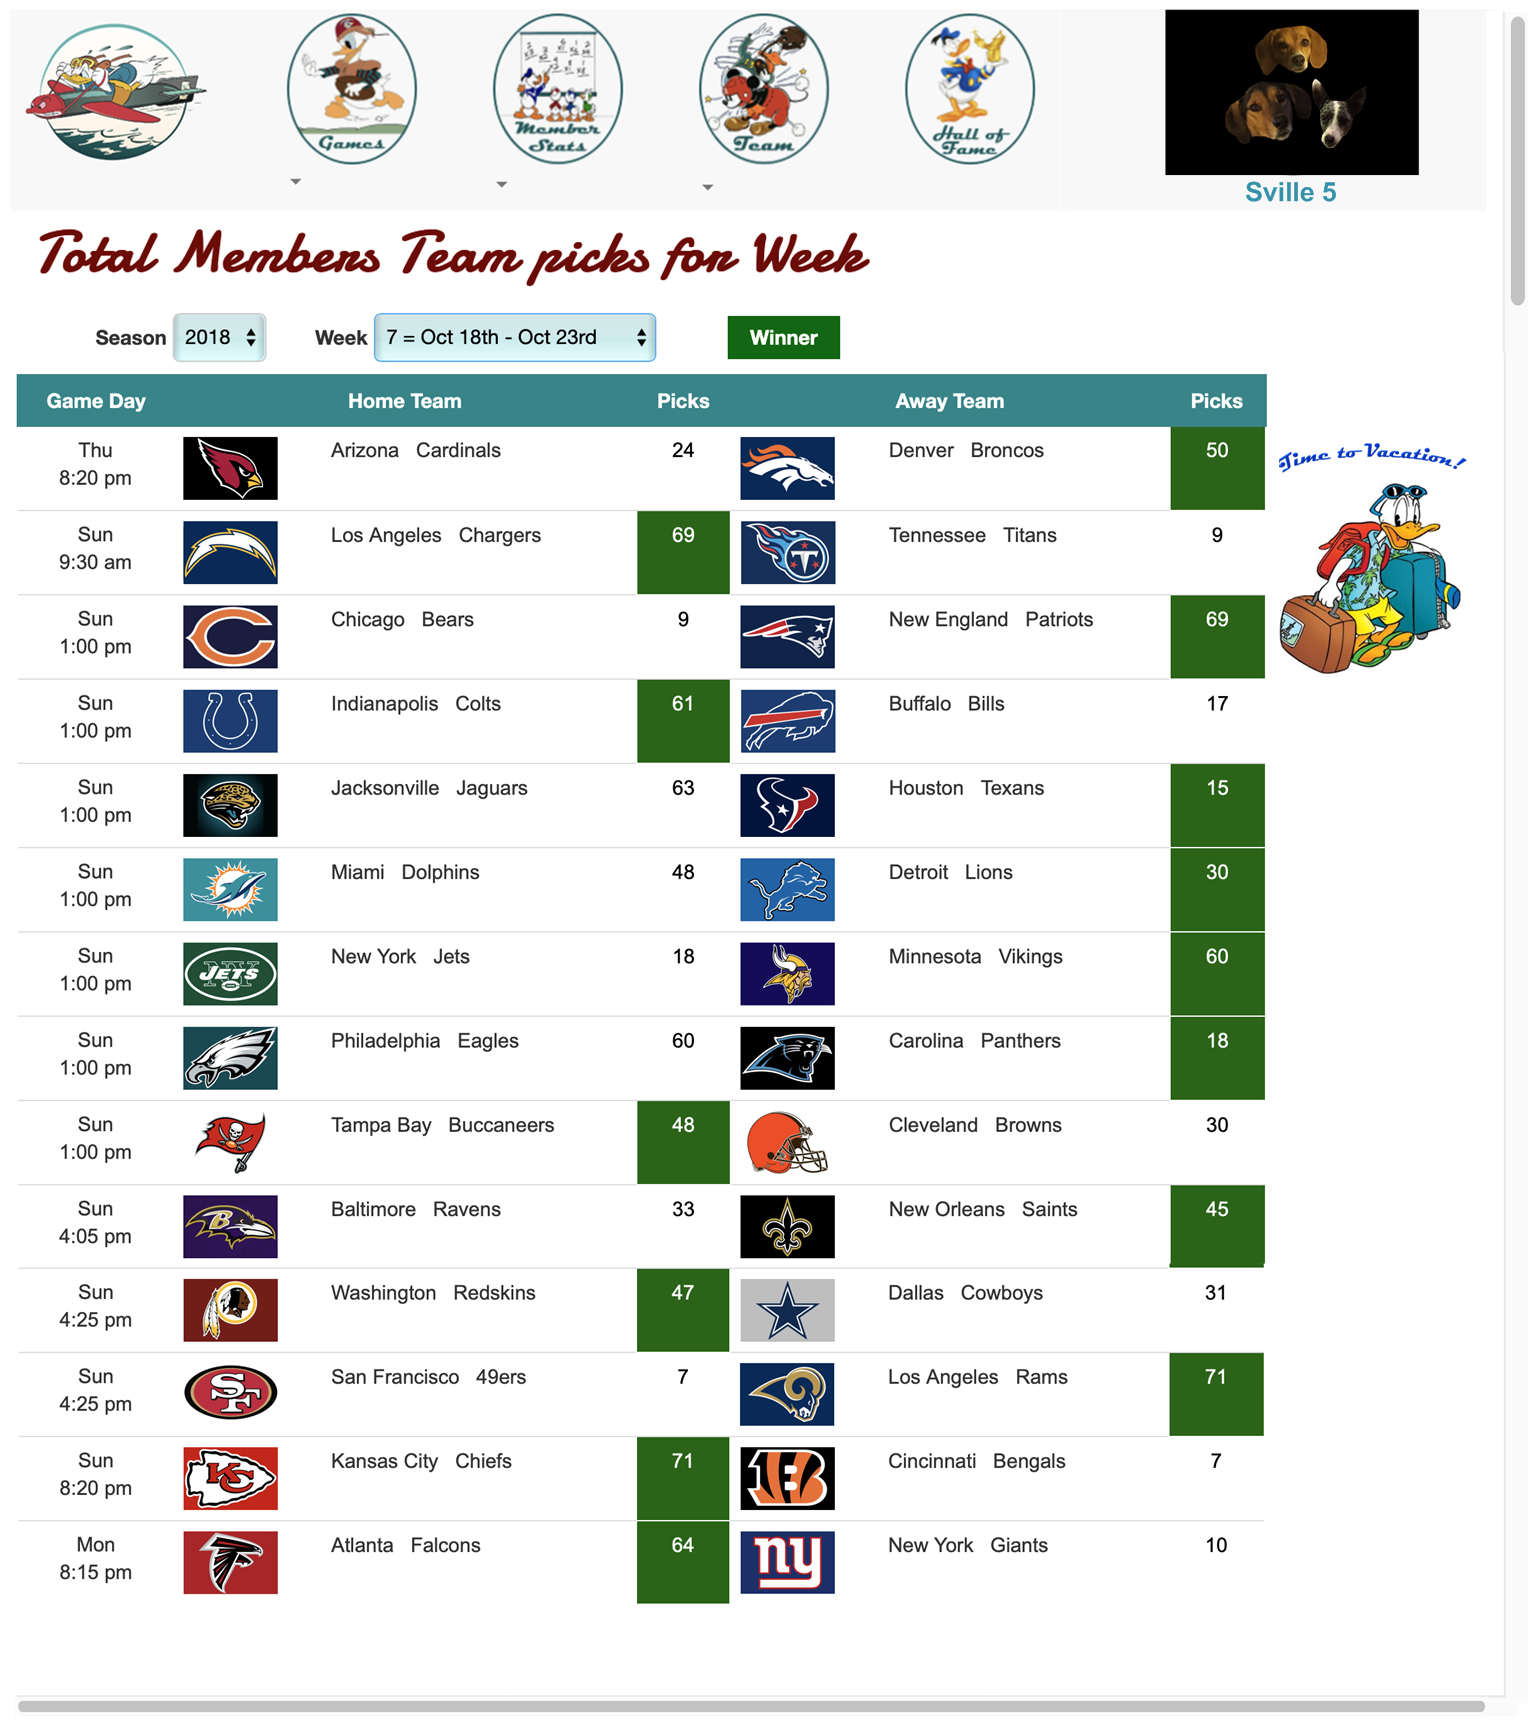 Games
Member
Stats
Team
Hall of
Fame
Sville 5
Total Members Team picks for Week
Season 2018 Week 7 = Oct 18th - Oct 23rd Winner
Game Day Home Team Picks Away Team Picks
Thu 8:20 pm Arizona Cardinals 24 Denver Broncos 50
Time to Vacation!
Sun 9:30 am Los Angeles Chargers 69 Tennessee Titans 9
Sun 1:00 pm Chicago Bears 9 New England Patriots 69
Sun 1:00 pm Indianapolis Colts 61 Buffalo Bills 17
Sun 1:00 pm Jacksonville Jaguars 63 Houston Texans 15
Sun 1:00 pm Miami Dolphins 48 Detroit Lions 30
Sun 1:00 pm JETS New York Jets 18 Minnesota Vikings 60
Sun 1:00 pm Philadelphia Eagles 60 Carolina Panthers 18
Sun 1:00 pm Tampa Bay Buccaneers 48 Cleveland Browns 30
Sun 4:05 pm B Baltimore Ravens 33 New Orleans Saints 45
Sun 4:25 pm Washington Redskins 47 Dallas Cowboys 31
Sun 4:25 pm SF San Francisco 49ers 7 Los Angeles Rams 71
Sun 8:20 pm KC Kansas City Chiefs 71 B Cincinnati Bengals 7
Mon 8:15 pm Atlanta Falcons 64 ny New York Giants 10